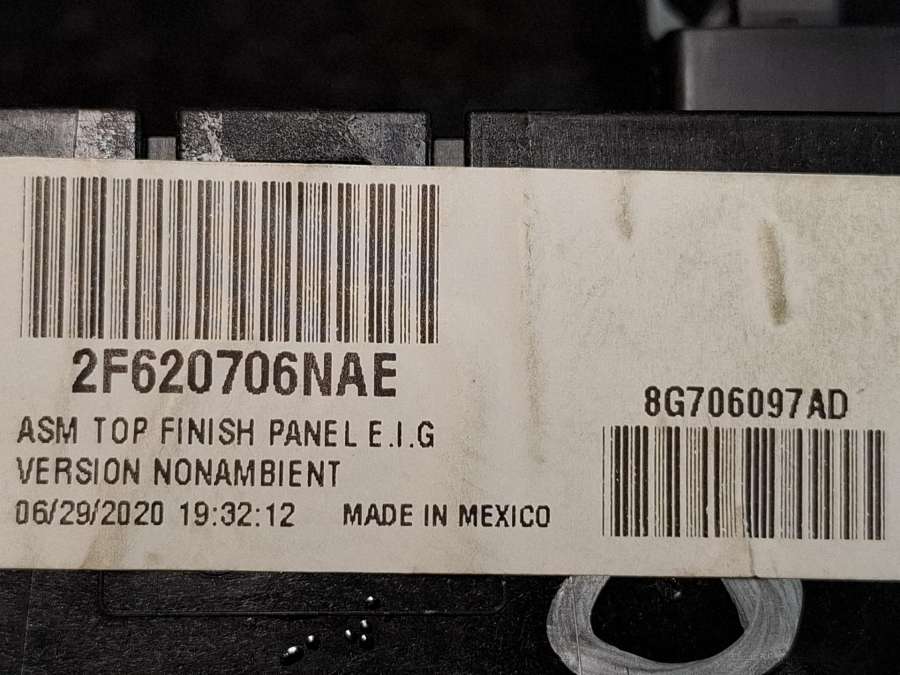 2F620706NAE
ASM TOP FINISH PANEL E.I.G
VERSION NONAMBIENT
06/29/2020 19:32:12 MADE IN MEXICO
8G706097AD